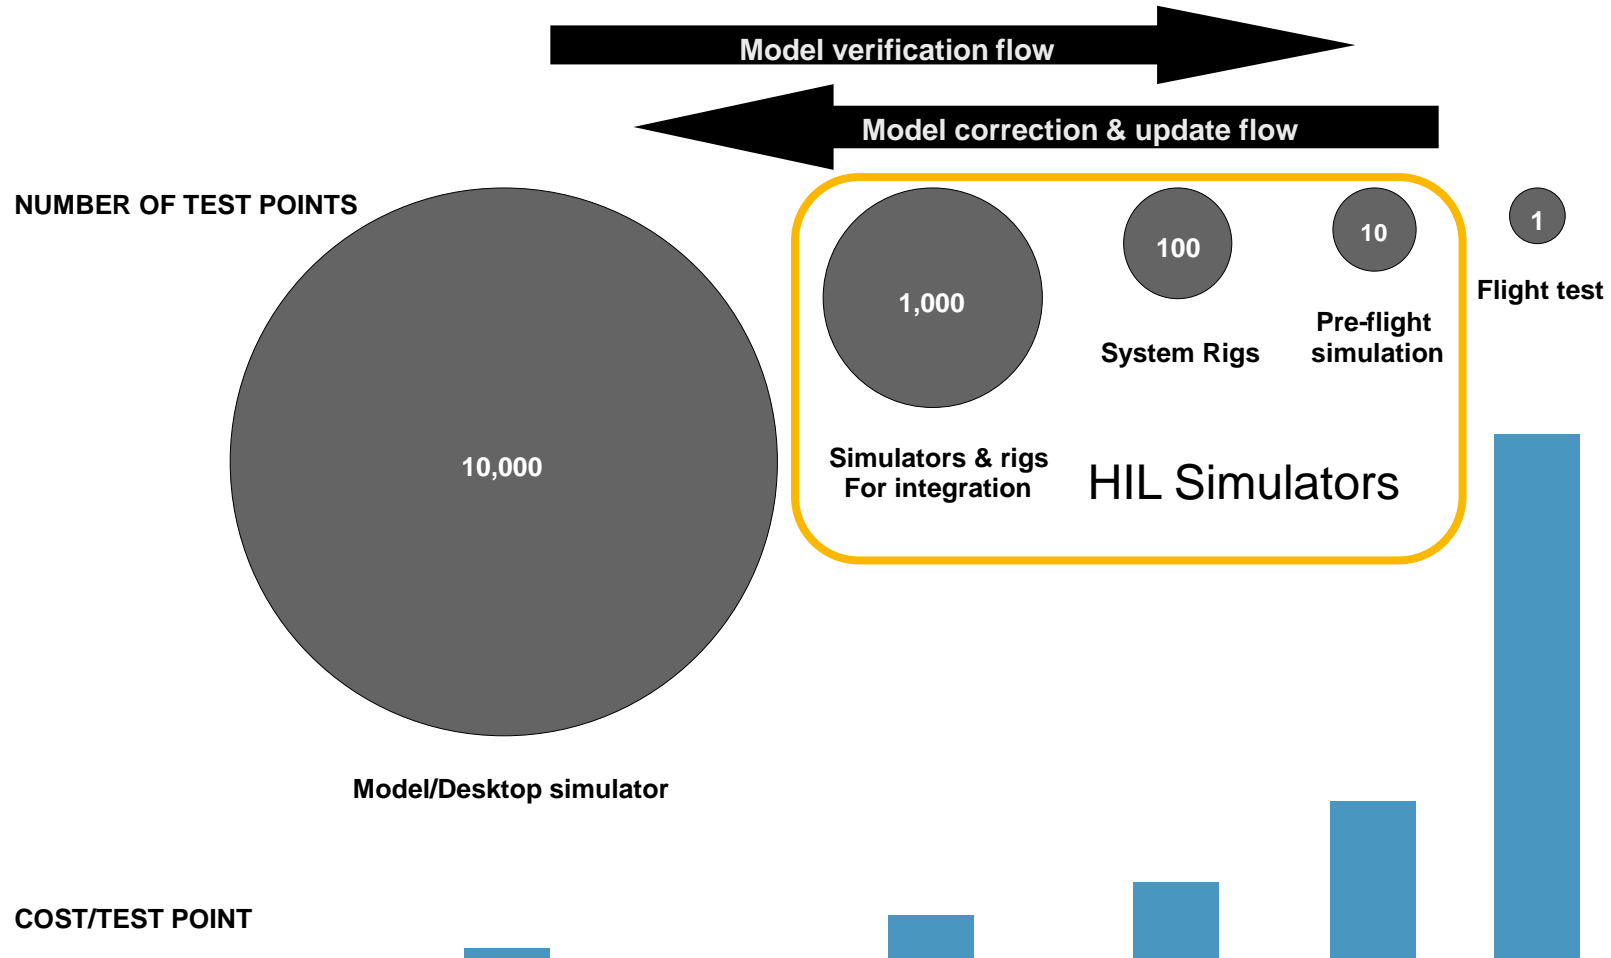 Model verification flow
Model correction & update flow
NUMBER OF TEST POINTS
10,000
1,000
100
10
1
Flight test
Pre-flight
simulation
System Rigs
Simulators & rigs
For integration
HIL Simulators
Model/Desktop simulator
COST/TEST POINT